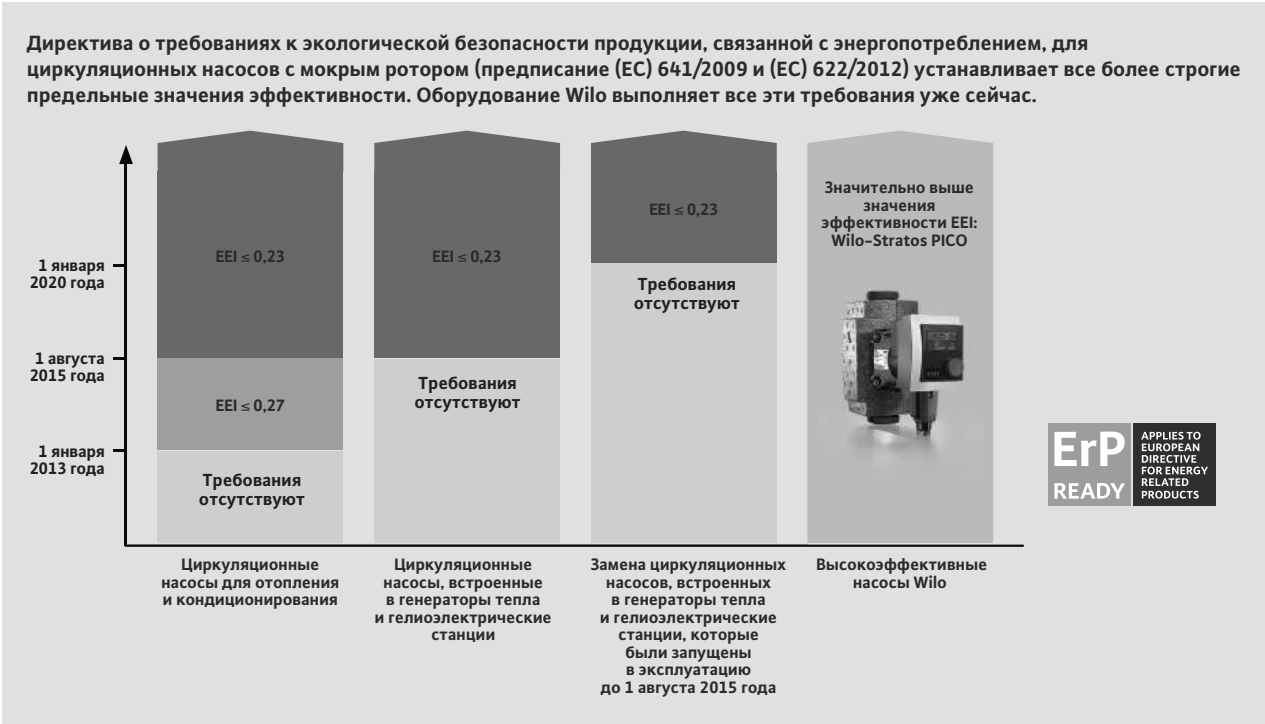 Директива о требованиях к экологической безопасности продукции, связанной с энергопотреблением, для
циркуляционных насосов с мокрым ротором (предписание (ЕС) 641/2009 и (ЕС) 622/2012) устанавливает все более строгие
предельные значения эффективности. Оборудование Wilo выполняет все эти требования уже сейчас.
1 января
2020 года
1 августа
2015 года
1 января
2013 года
EEI ≤ 0,23
EEI ≤ 0,27
Требования
отсутствуют
EEI ≤ 0,23
Требования
отсутствуют
EEI ≤ 0,23
Требования
отсутствуют
Значительно выше
значения
эффективности EEI:
Wilo-Stratos PICO
Циркуляционные
насосы для отопления
и кондиционирования
Циркуляционные
насосы, встроенные
в генераторы тепла
и гелиоэлектрические
станции
Замена циркуляционных
насосов, встроенных
в генераторы тепла
и гелиоэлектрические
станции, которые
были запущены
в эксплуатацию
до 1 августа 2015 года
Высокоэффективные
насосы Wilo
ErP
READY
APPLIES TO
EUROPEAN
DIRECTIVE
FOR ENERGY
RELATED
PRODUCTS